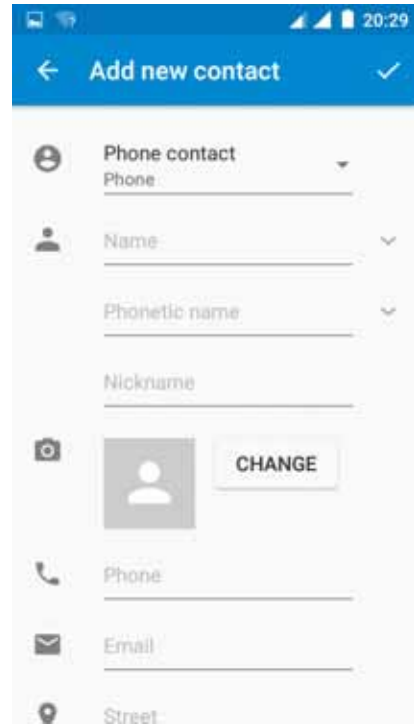 20:29
Add new contact
Phone contact
Phone
Name
Phonetic name
Nickname
CHANGE
Phone
Email
Street